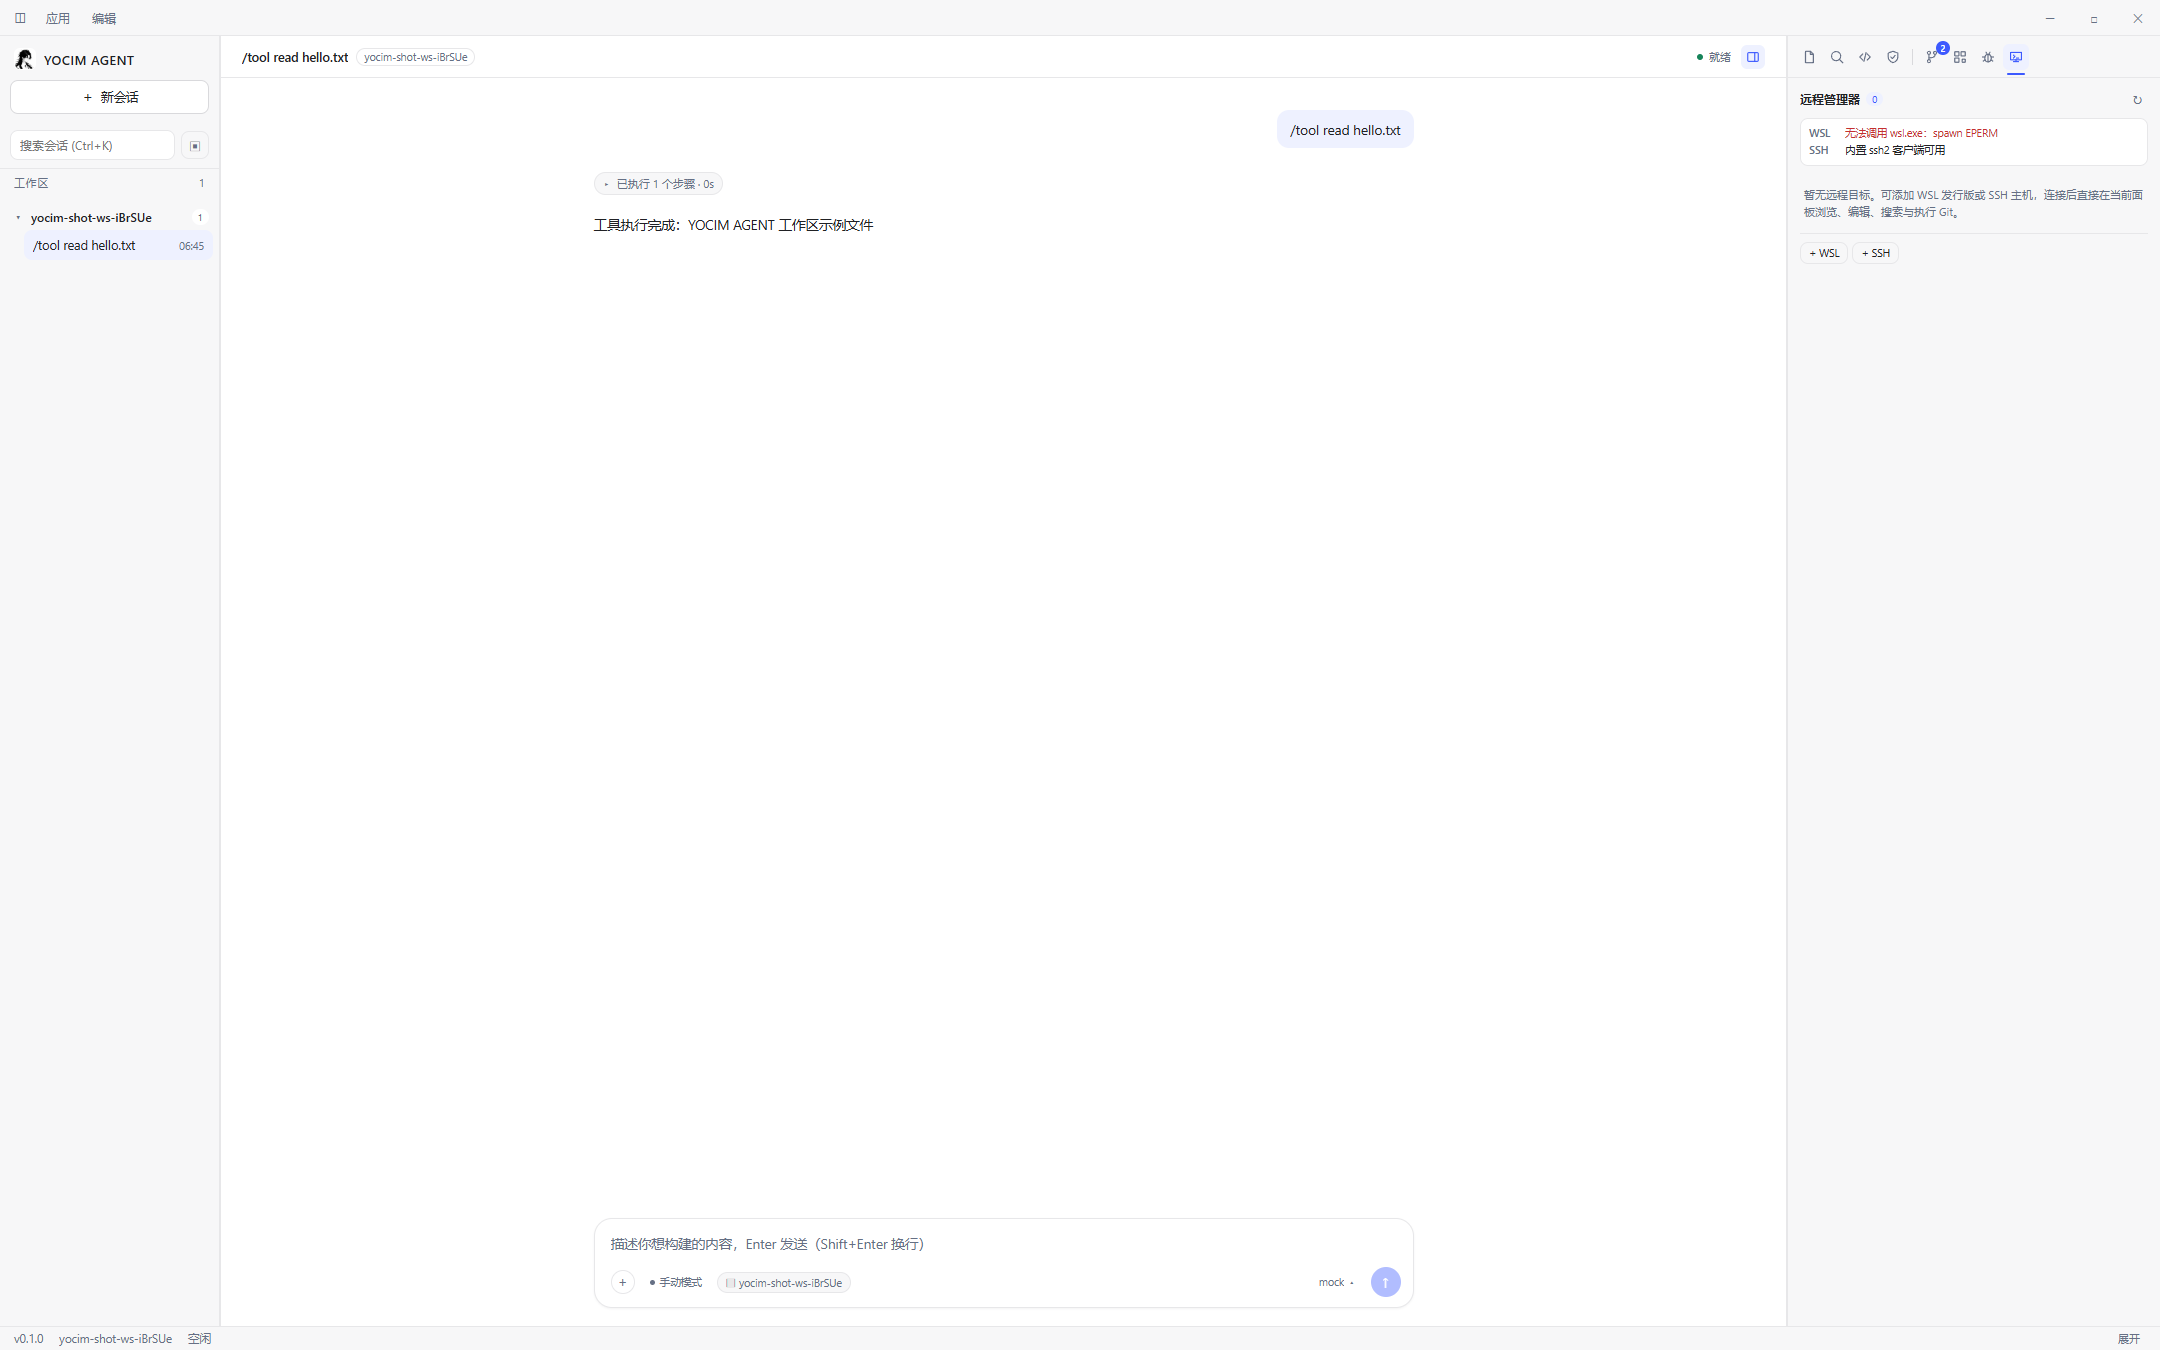 应用 编辑
YOCIM AGENT
+ 新会话
搜索会话 (Ctrl+K)
工作区 1
yocim-shot-ws-iBrSUe 1
/tool read hello.txt 06:45
/tool read hello.txt yocim-shot-ws-iBrSUe 就绪
/tool read hello.txt
已执行 1 个步骤 · 0s
工具执行完成：YOCIM AGENT 工作区示例文件
描述你想构建的内容，Enter 发送（Shift+Enter 换行）
+ 手动模式 yocim-shot-ws-iBrSUe mock
2
远程管理器 0
WSL 无法调用 wsl.exe：spawn EPERM
SSH 内置 ssh2 客户端可用
暂无远程目标。可添加 WSL 发行版或 SSH 主机，连接后直接在当前面
板浏览、编辑、搜索与执行 Git。
+ WSL + SSH
v0.1.0 yocim-shot-ws-iBrSUe 空闲 展开